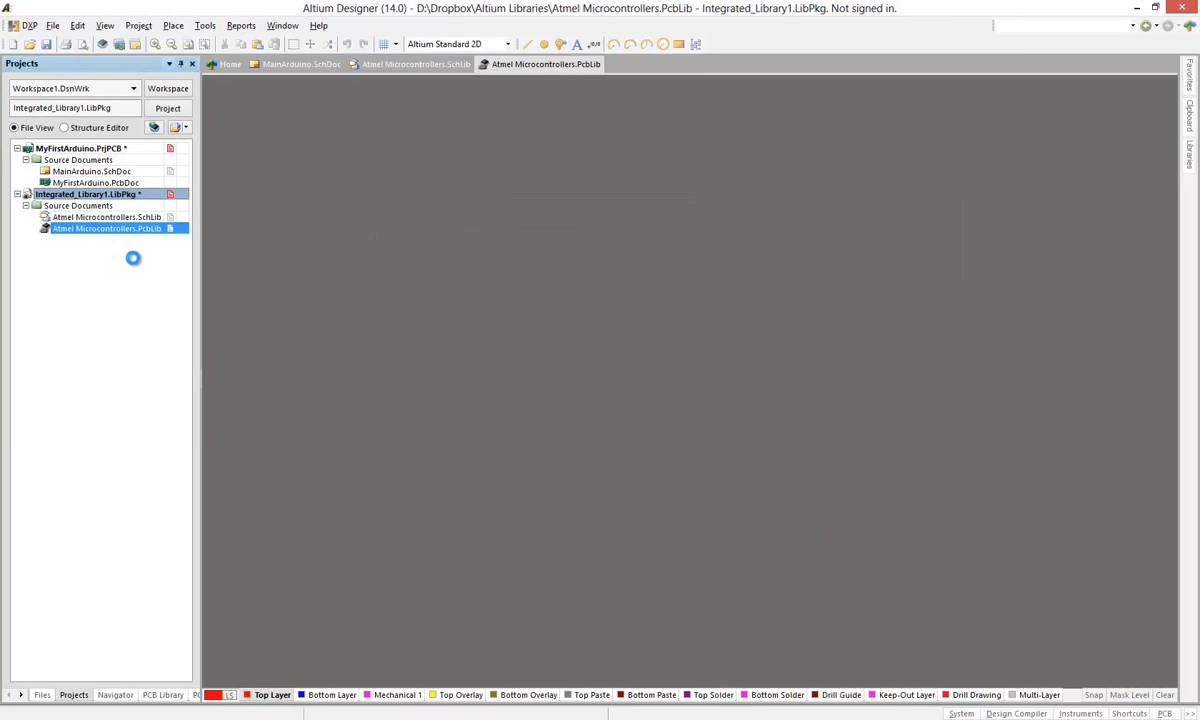 Altium Designer (14.0) - D:\Dropbox\Altium Libraries\Atmel Microcontrollers.PcbLib - Integrated_Library1.LibPkg. Not signed in.
DXP File Edit View Project Place Tools Reports Window Help
Altium Standard 2D
Projects
Home MainArduino.SchDoc Atmel Microcontrollers.SchLib Atmel Microcontrollers.PcbLib
Workspace1.DsnWrk Workspace
Integrated_Library1.LibPkg Project
File View Structure Editor
MyFirstArduino.PrjPCB *
Source Documents
MainArduino.SchDoc
MyFirstArduino.PcbDoc
Integrated_Library1.LibPkg *
Source Documents
Atmel Microcontrollers.SchLib
Atmel Microcontrollers.PcbLib
Favorites
Clipboard
Libraries
Files Projects Navigator PCB Library PC
LS Top Layer Bottom Layer Mechanical 1 Top Overlay Bottom Overlay Top Paste Bottom Paste Top Solder Bottom Solder Drill Guide Keep-Out Layer Drill Drawing Multi-Layer Snap Mask Level Clear
System Design Compiler Instruments Shortcuts PCB >>